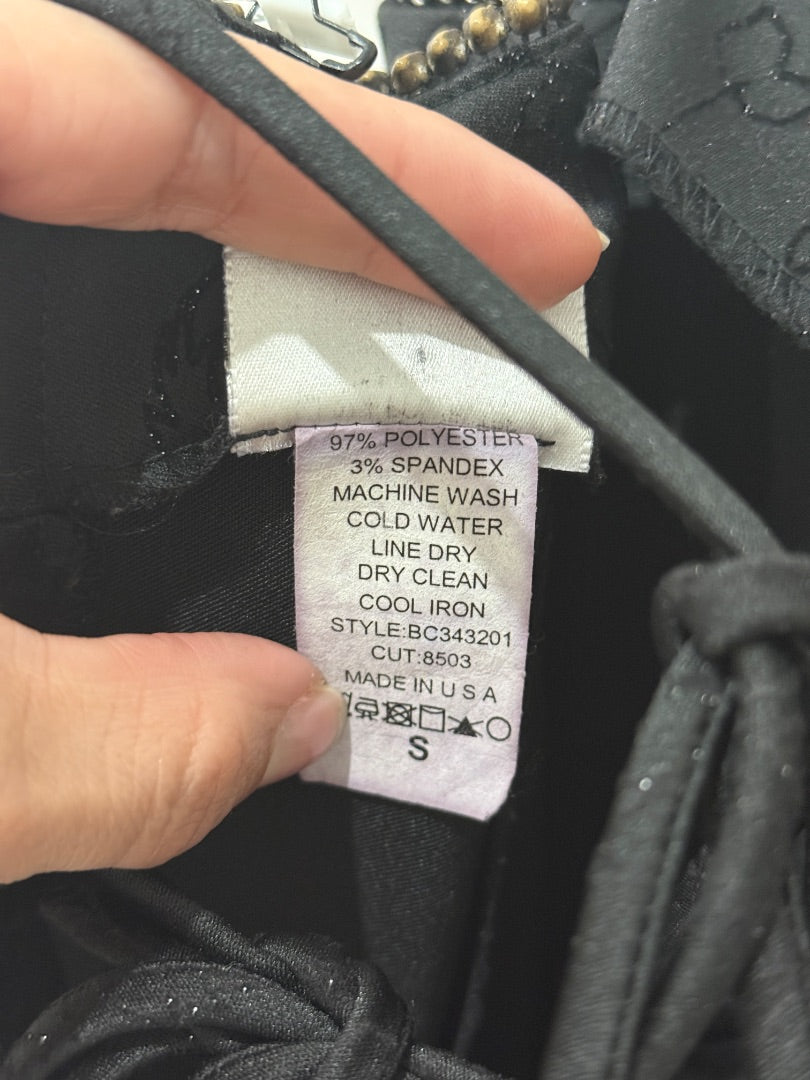 97% POLYESTER
3% SPANDEX
MACHINE WASH
COLD WATER
LINE DRY
DRY CLEAN
COOL IRON
STYLE:BC343201
CUT:8503
MADE IN U S A
S